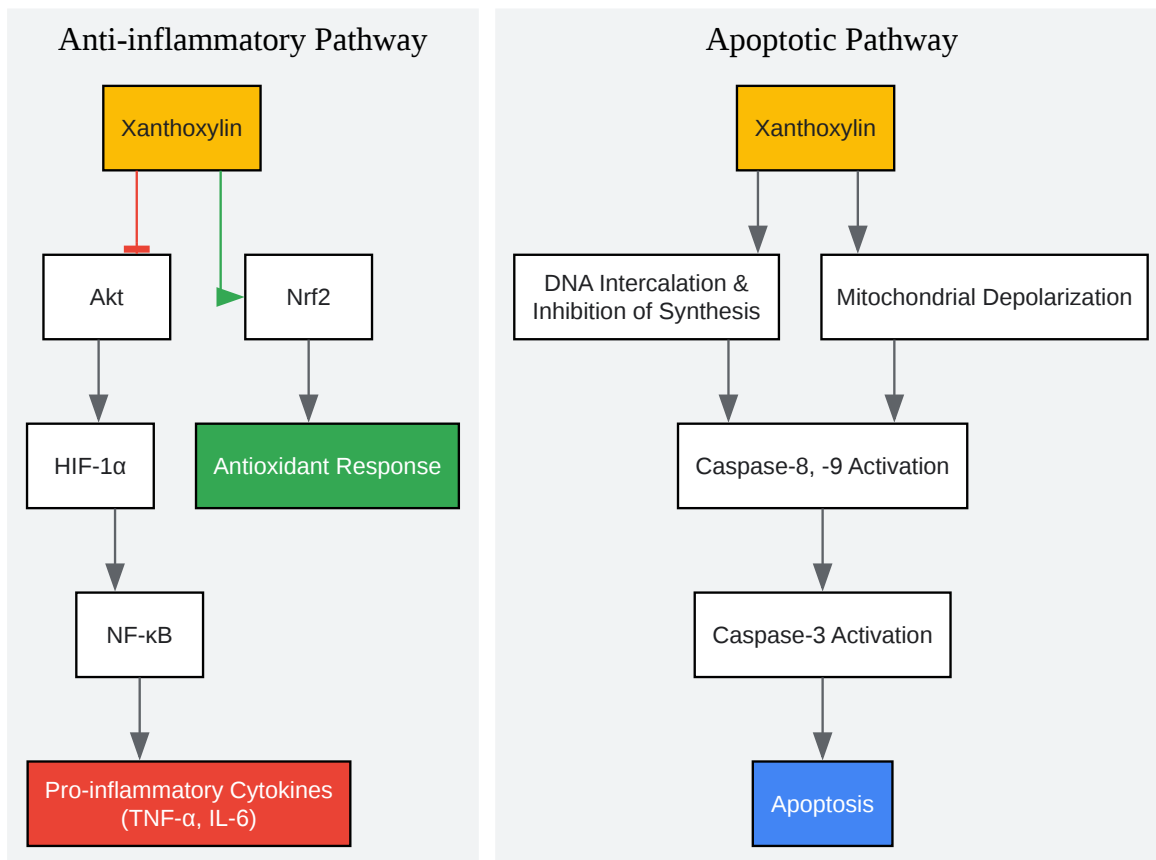 Anti-inflammatory Pathway
Xanthoxylin
Akt
Nrf2
HIF-1α
Antioxidant Response
NF-κB
Pro-inflammatory Cytokines
(TNF-α, IL-6)
Apoptotic Pathway
Xanthoxylin
DNA Intercalation &
Inhibition of Synthesis
Mitochondrial Depolarization
Caspase-8, -9 Activation
Caspase-3 Activation
Apoptosis